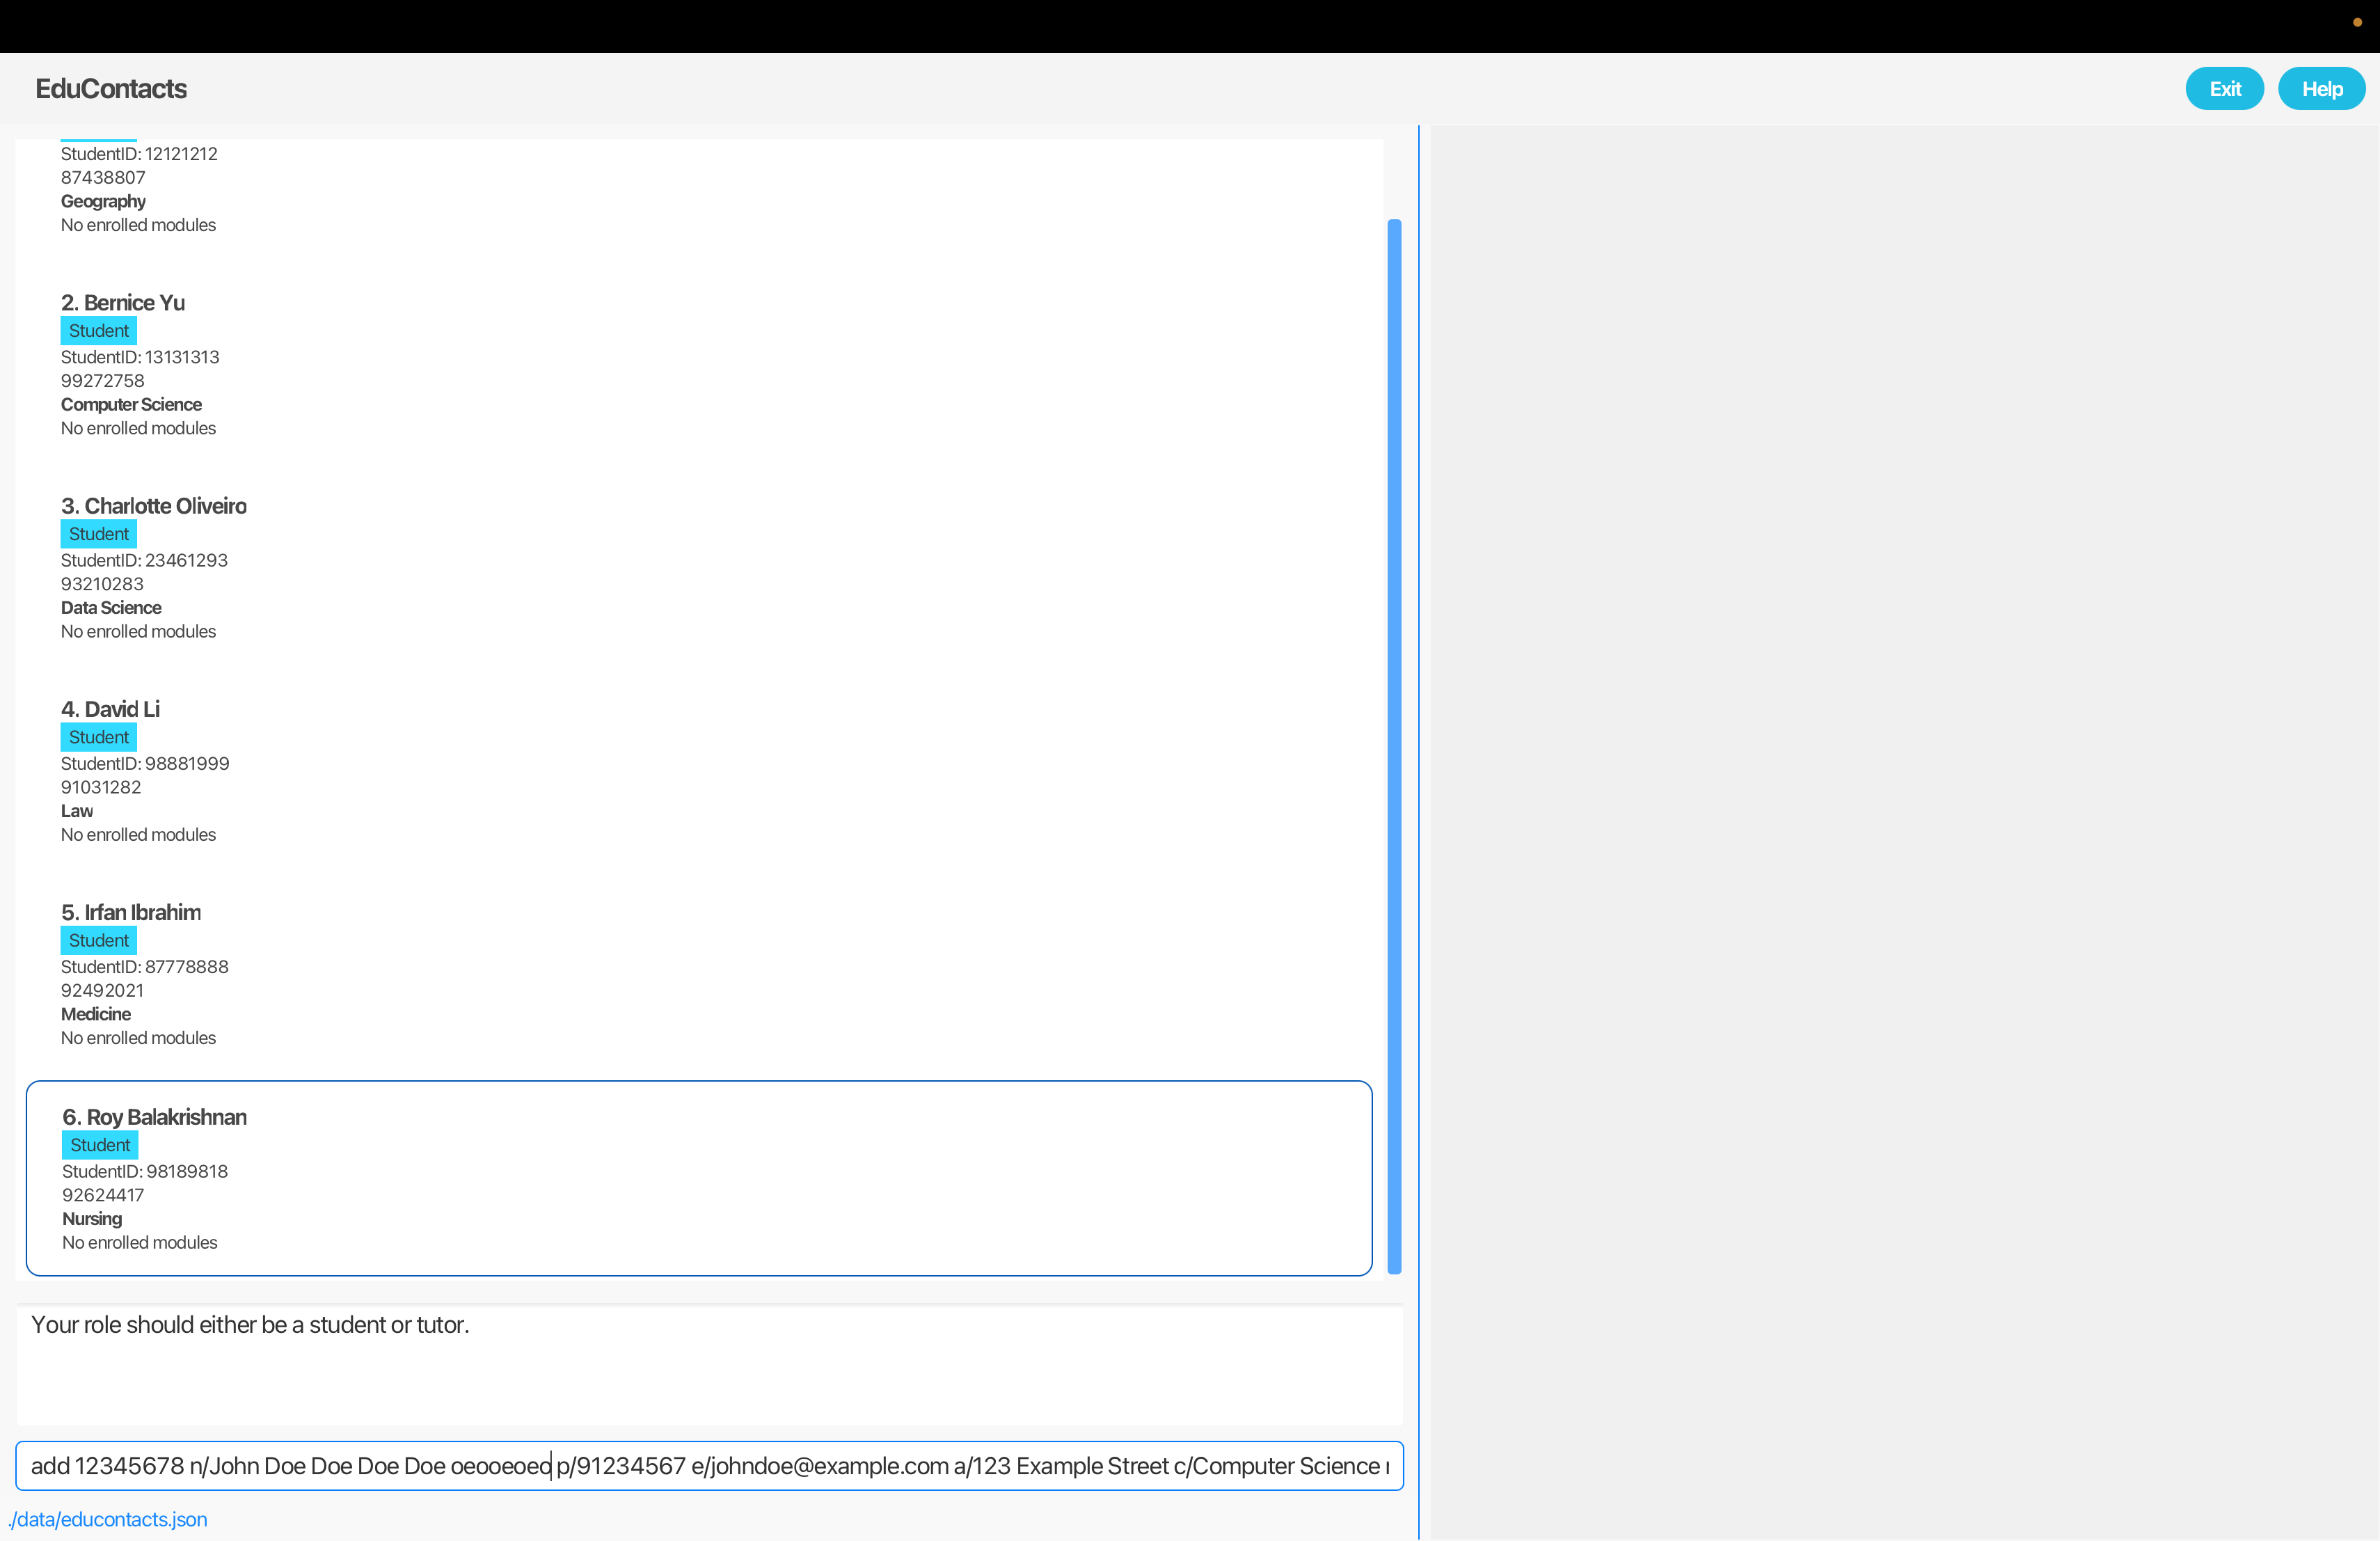 EduContacts
Exit
Help
StudentID: 12121212
87438807
Geography
No enrolled modules
2. Bernice Yu
Student
StudentID: 13131313
99272758
Computer Science
No enrolled modules
3. Charlotte Oliveiro
Student
StudentID: 23461293
93210283
Data Science
No enrolled modules
4. David Li
Student
StudentID: 98881999
91031282
Law
No enrolled modules
5. Irfan Ibrahim
Student
StudentID: 87778888
92492021
Medicine
No enrolled modules
6. Roy Balakrishnan
Student
StudentID: 98189818
92624417
Nursing
No enrolled modules
Your role should either be a student or tutor.
add 12345678 n/John Doe Doe Doe Doe oeooeoeo p/91234567 e/johndoe@example.com a/123 Example Street c/Computer Science
./data/educontacts.json